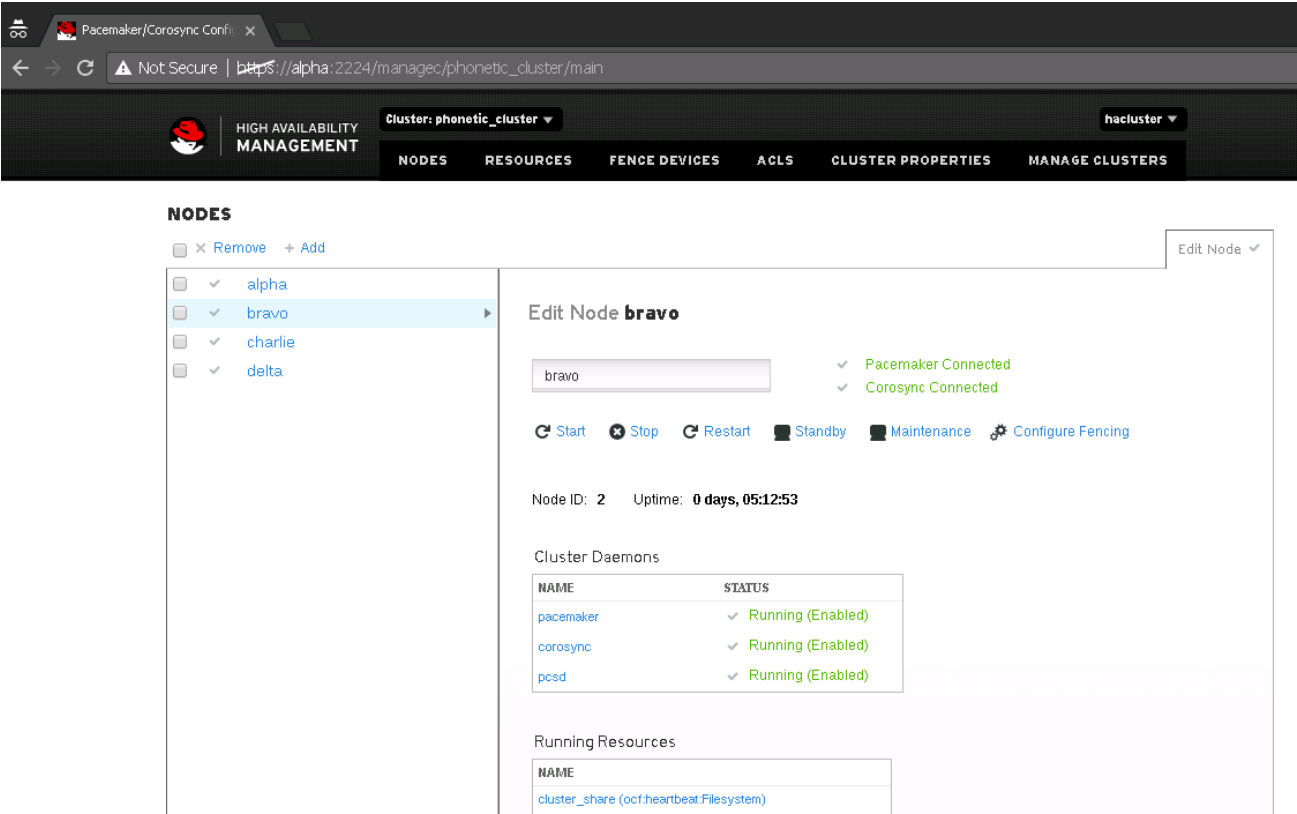 Pacemaker/Corosync Confi
Not Secure | https://alpha:2224/managec/phonetic_cluster/main
HIGH AVAILABILITY
MANAGEMENT
Cluster: phonetic_cluster
hacluster
NODES RESOURCES FENCE DEVICES ACLS CLUSTER PROPERTIES MANAGE CLUSTERS
NODES
Remove + Add
Edit Node
alpha
bravo
charlie
delta
Edit Node bravo
bravo
Pacemaker Connected
Corosync Connected
Start Stop Restart Standby Maintenance Configure Fencing
Node ID: 2 Uptime: 0 days, 05:12:53
Cluster Daemons
NAME STATUS
pacemaker Running (Enabled)
corosync Running (Enabled)
pcsd Running (Enabled)
Running Resources
NAME
cluster_share (ocf:heartbeat:Filesystem)